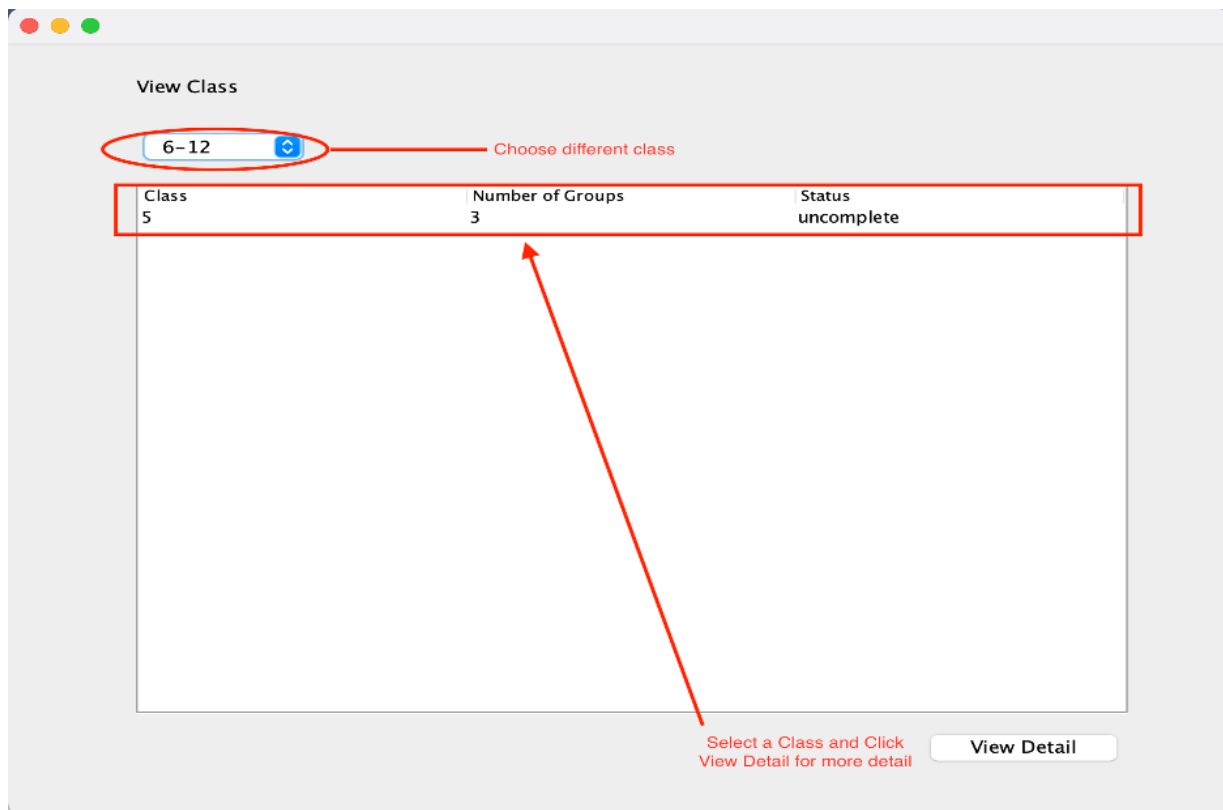 View Class
6-12
Choose different class
Class Number of Groups Status
5 3 uncomplete
Select a Class and Click
View Detail for more detail
View Detail